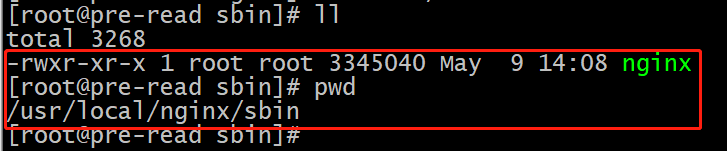 [root@pre-read sbin]# ll
total 3268
-rwxr-xr-x 1 root root 3345040 May  9 14:08 nginx
[root@pre-read sbin]# pwd
/usr/local/nginx/sbin
[root@pre-read sbin]#